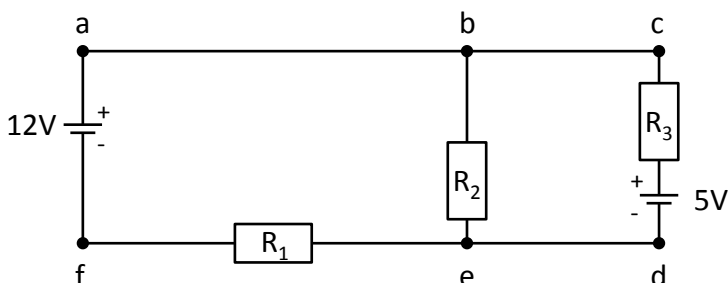 a b c
+
12V
-
R₃
R₂
+
5V
-
R₁
f e d